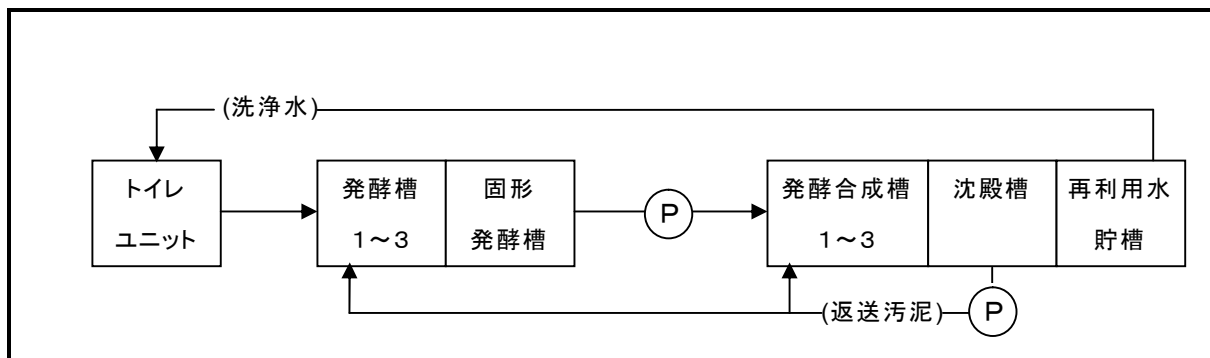 (洗浄水)
トイレ
ユニット
発酵槽
1~3
固形
発酵槽
P
発酵合成槽
1~3
沈殿槽
再利用水
貯槽
(返送汚泥)
P